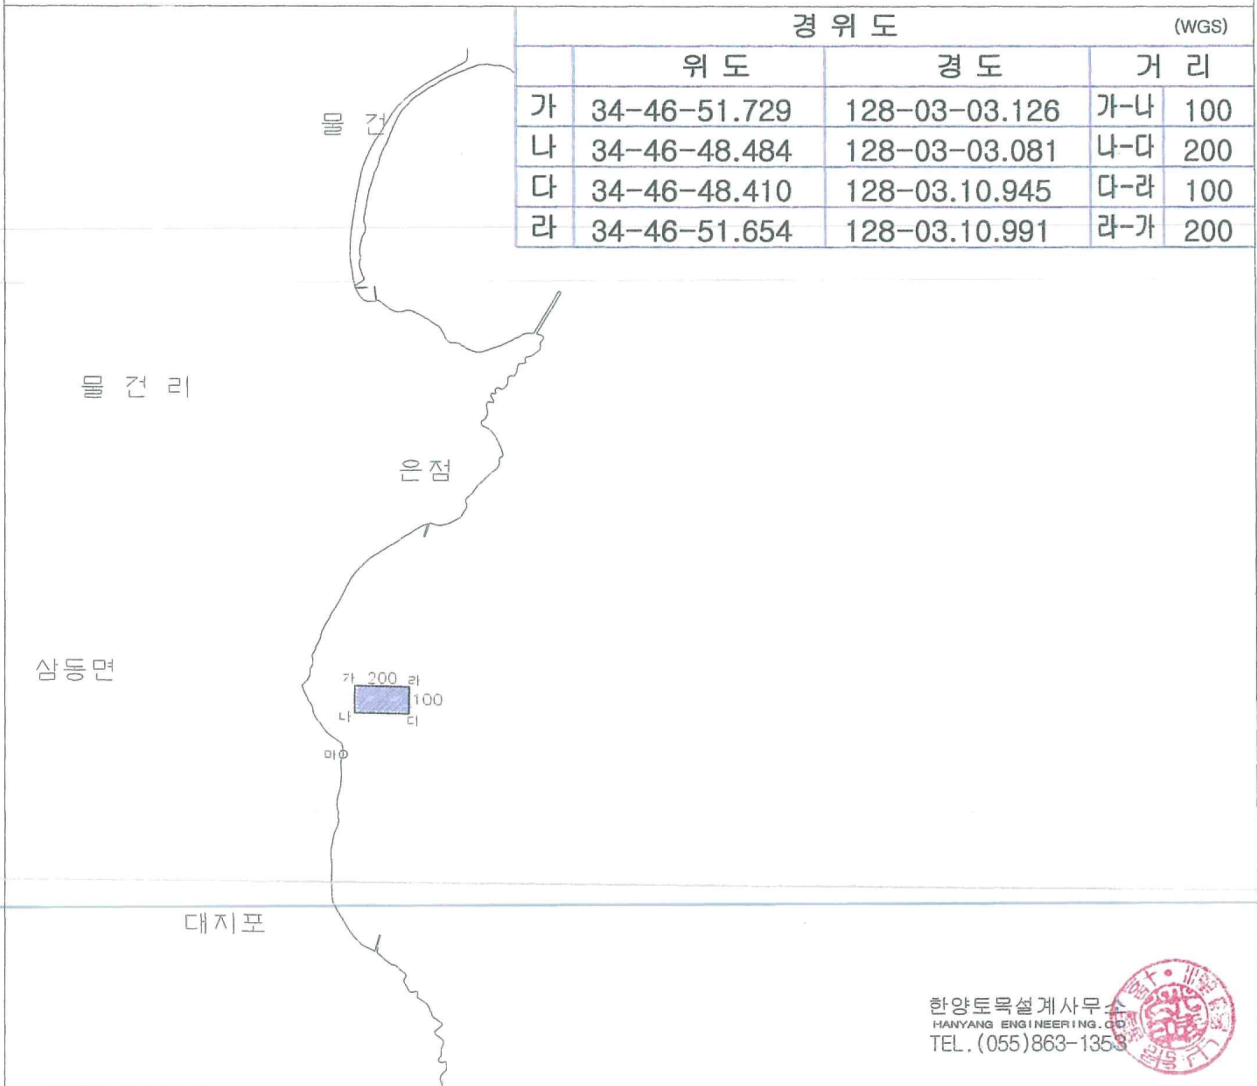 경 위 도 (WGS)
위 도 경 도 거 리
가 34-46-51.729 128-03-03.126 가-나 100
나 34-46-48.484 128-03-03.081 나-다 200
다 34-46-48.410 128-03.10.945 다-라 100
라 34-46-51.654 128-03.10.991 라-가 200
물 건
물 건 리
은점
삼동면
가 200 라
100
나 다
마
대지포
한양토목설계사무소
HANYANG ENGINEERING.CO
TEL.(055)863-1353